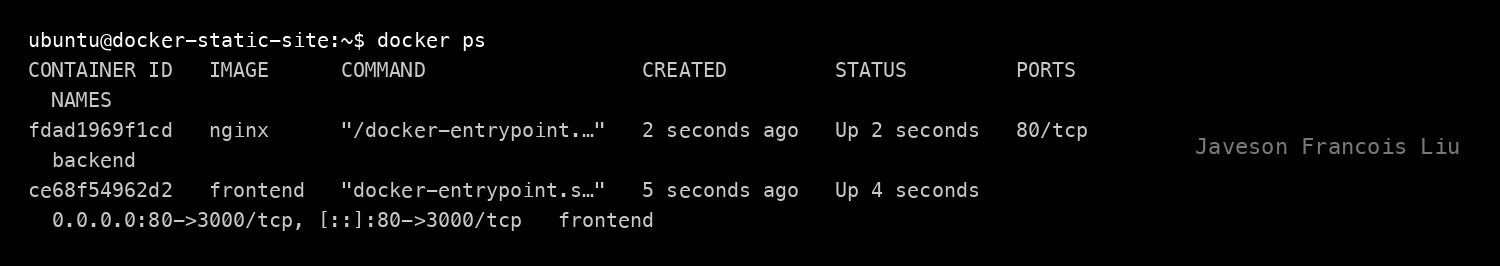 ubuntu@docker-static-site:~$ docker ps
CONTAINER ID   IMAGE      COMMAND                  CREATED         STATUS         PORTS
  NAMES
fdad1969f1cd   nginx      "/docker-entrypoint.…"   2 seconds ago   Up 2 seconds   80/tcp
  backend
Javeson Francois Liu
ce68f54962d2   frontend   "docker-entrypoint.s…"   5 seconds ago   Up 4 seconds
  0.0.0.0:80->3000/tcp, [::]:80->3000/tcp   frontend